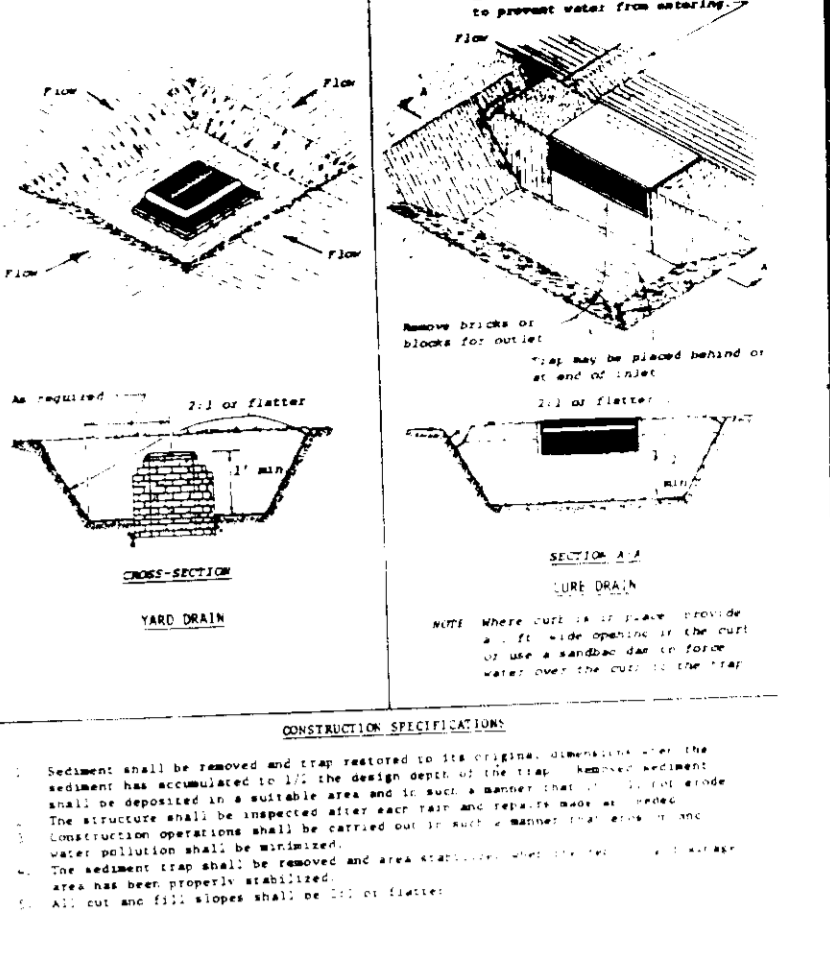 to prevent water from entering.
Flow
Flow
Flow
A
Flow
Flow
A
Remove bricks or
blocks for outlet
Trap may be placed behind or
at end of inlet
As required
2:1 or flatter
1' min
2:1 or flatter
min
CROSS-SECTION
YARD DRAIN
SECTION A-A
CURB DRAIN
NOTE Where curb is in place provide
a ft. wide opening in the curb
or use a sandbag dam to force
water over the curb to the trap
CONSTRUCTION SPECIFICATIONS
Sediment shall be removed and trap restored to its original dimensions when the
sediment has accumulated to 1/2 the design depth of the trap Removed sediment
shall be deposited in a suitable area and in such a manner that it not erode
The structure shall be inspected after each rain and repairs made as needed
3 Construction operations shall be carried out in such a manner that erosion and
water pollution shall be minimized.
4. The sediment trap shall be removed and area stabilized when the drainage
area has been properly stabilized.
5. All cut and fill slopes shall be 2:1 or flatter